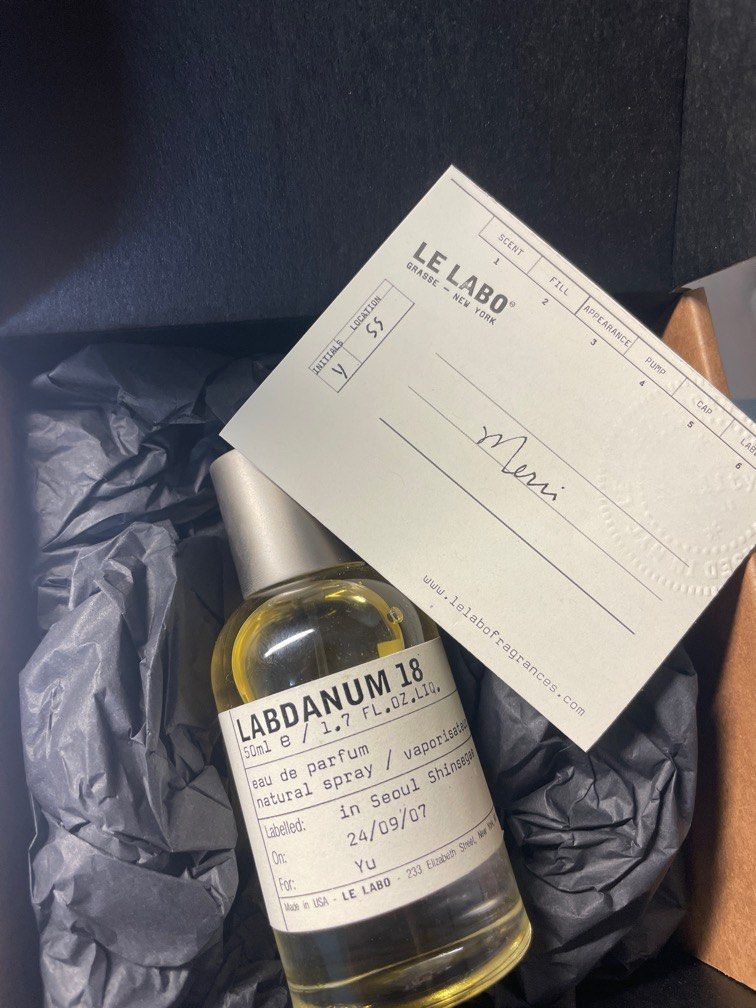 SCENT
1
FILL
2
APPEARANCE
3
PUMP
4
CAP
5
6
LE LABO®
GRASSE — NEW YORK
INITIALS
LOCATION
y
SS
Merci
www.lelabofragrances.com
LABDANUM 18
50ml e / 1.7 FL.OZ.LIQ.
eau de parfum
natural spray / vaporisateur
Labelled: in Seoul Shinsegae
On: 24/09/07
For: Yu
Made in USA - LE LABO - 233 Elizabeth Street, New York